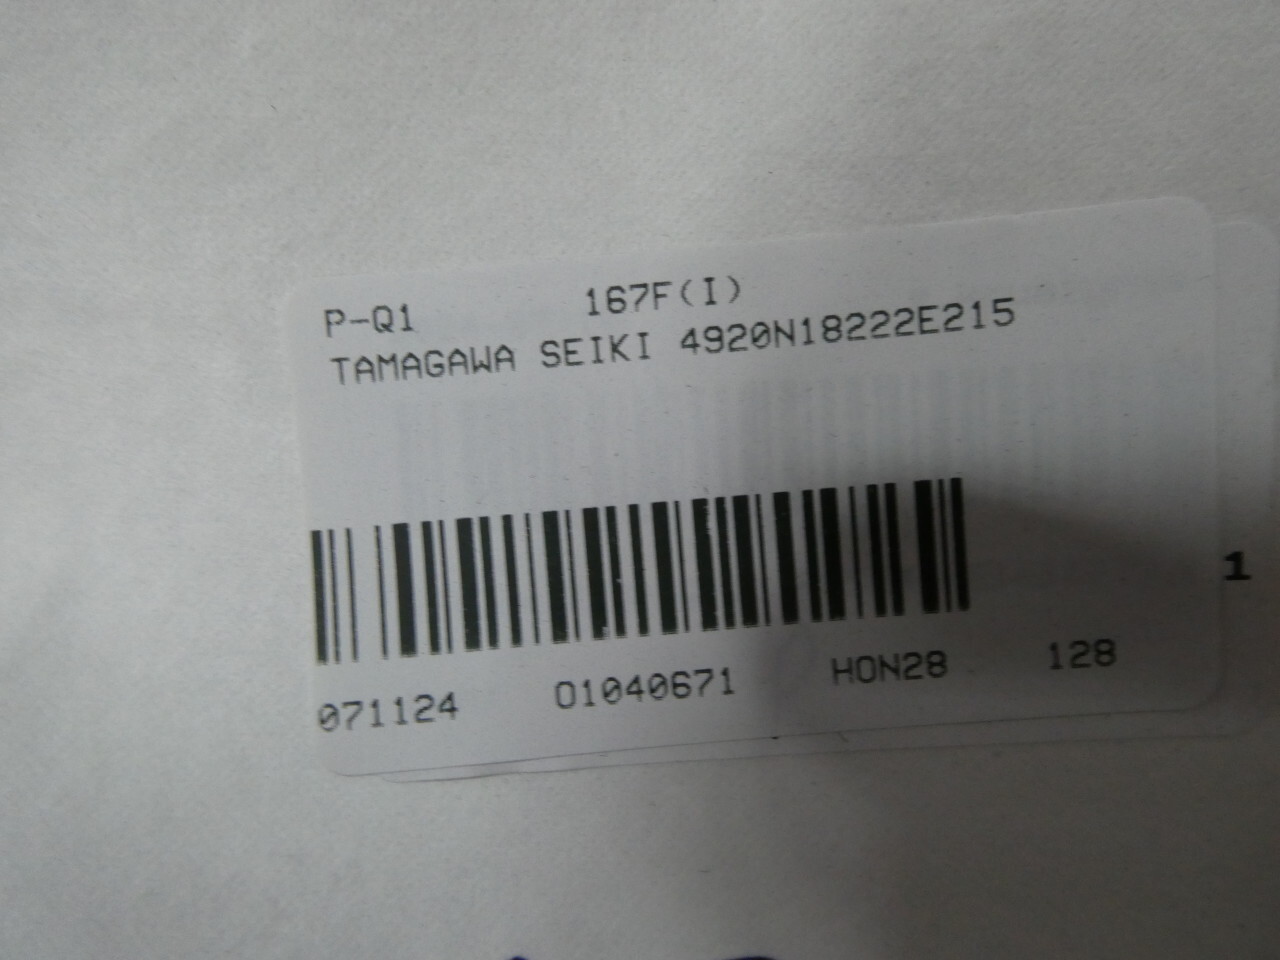 P-Q1 167F(I)
TAMAGAWA SEIKI 4920N18222E215
1
071124 01040671 HON28 128